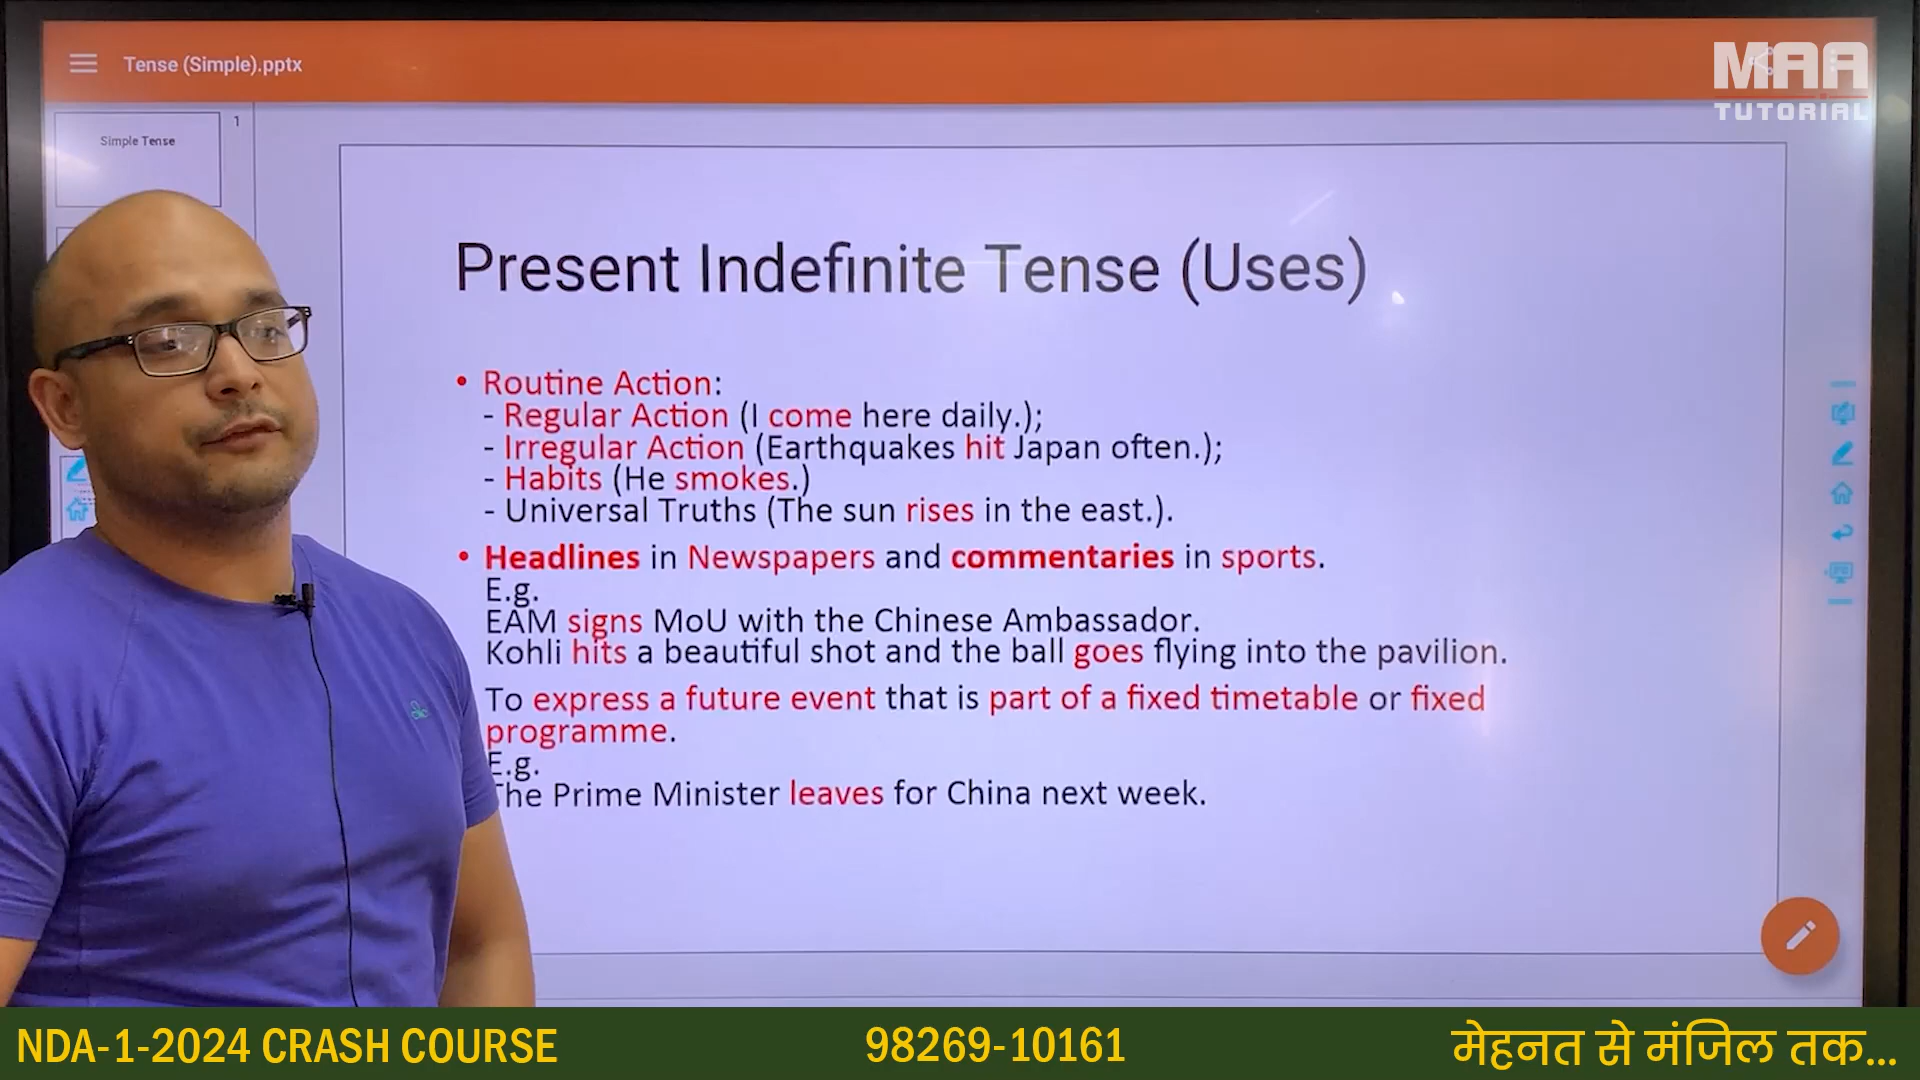 Tense (Simple).pptx
MAA
TUTORIAL
1
Simple Tense
Present Indefinite Tense (Uses)
• Routine Action:
- Regular Action (I come here daily.);
- Irregular Action (Earthquakes hit Japan often.);
- Habits (He smokes.)
- Universal Truths (The sun rises in the east.).
• Headlines in Newspapers and commentaries in sports.
E.g.
EAM signs MoU with the Chinese Ambassador.
Kohli hits a beautiful shot and the ball goes flying into the pavilion.
To express a future event that is part of a fixed timetable or fixed
programme.
E.g.
The Prime Minister leaves for China next week.
NDA-1-2024 CRASH COURSE
98269-10161
मेहनत से मंजिल तक...